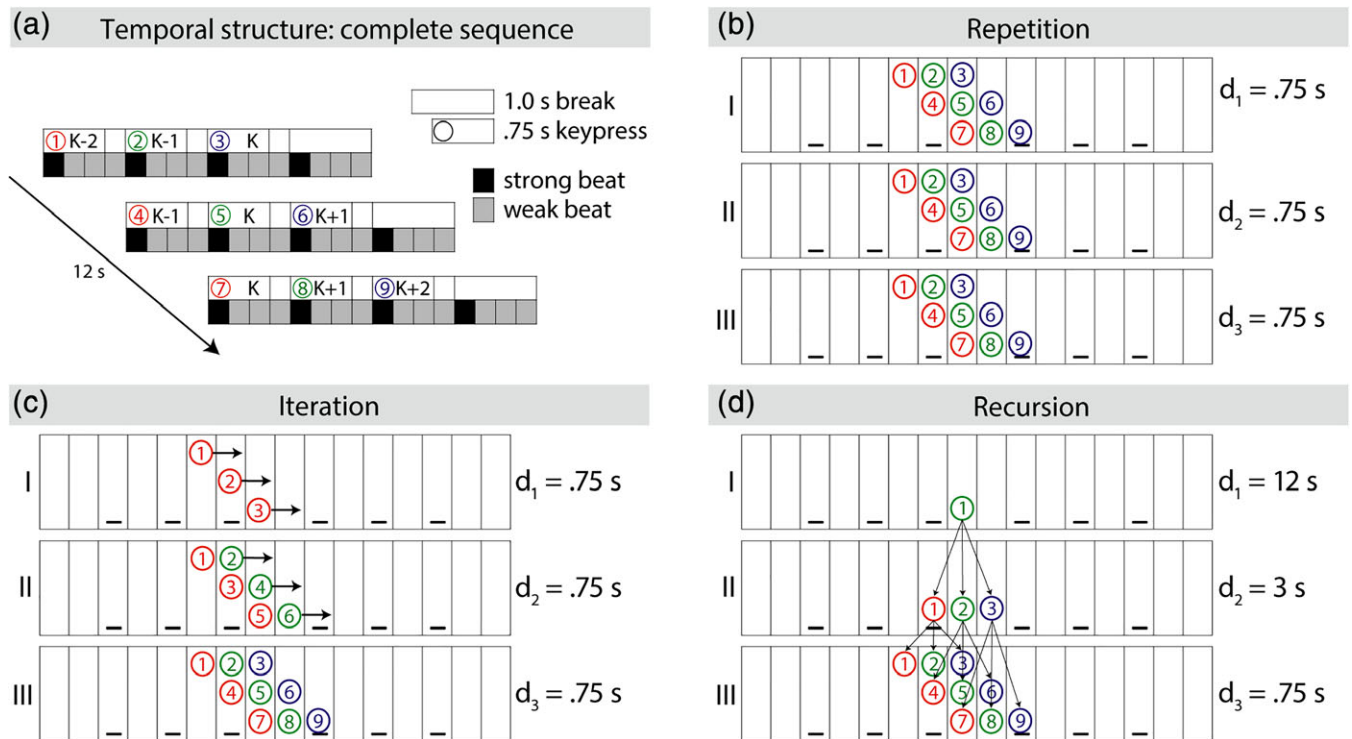 (a) Temporal structure: complete sequence
1.0 s break
.75 s keypress
① K-2 ② K-1 ③ K
strong beat
weak beat
④ K-1 ⑤ K ⑥ K+1
12 s
⑦ K ⑧ K+1 ⑨ K+2
(b) Repetition
I ① ② ③ d₁ = .75 s
④ ⑤ ⑥
⑦ ⑧ ⑨
II ① ② ③ d₂ = .75 s
④ ⑤ ⑥
⑦ ⑧ ⑨
III ① ② ③ d₃ = .75 s
④ ⑤ ⑥
⑦ ⑧ ⑨
(c) Iteration
I ① d₁ = .75 s
②
③
II ① ② d₂ = .75 s
③ ④
⑤ ⑥
III ① ② ③ d₃ = .75 s
④ ⑤ ⑥
⑦ ⑧ ⑨
(d) Recursion
I ① d₁ = 12 s
II ① ② ③ d₂ = 3 s
III ① ② ③ d₃ = .75 s
④ ⑤ ⑥
⑦ ⑧ ⑨